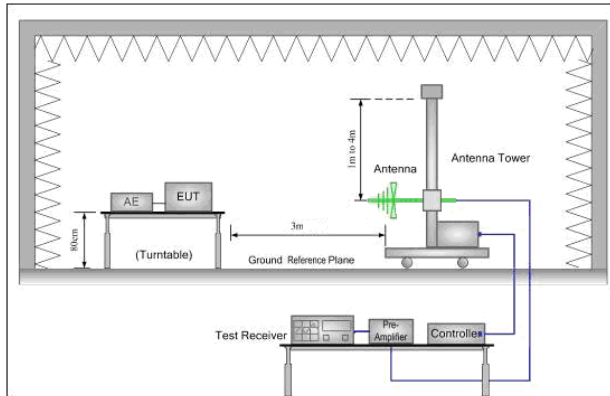 1m to 4m
Antenna
Antenna Tower
AE
EUT
80cm
(Turntable)
3m
Ground Reference Plane
Test Receiver
Pre-
Amplifier
Controller